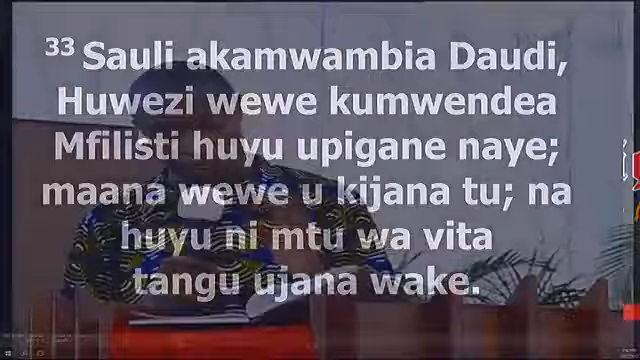 33 Sauli akamwambia Daudi,
Huwezi wewe kumwendea
Mfilisti huyu upigane naye;
maana wewe u kijana tu; na
huyu ni mtu wa vita
tangu ujana wake.